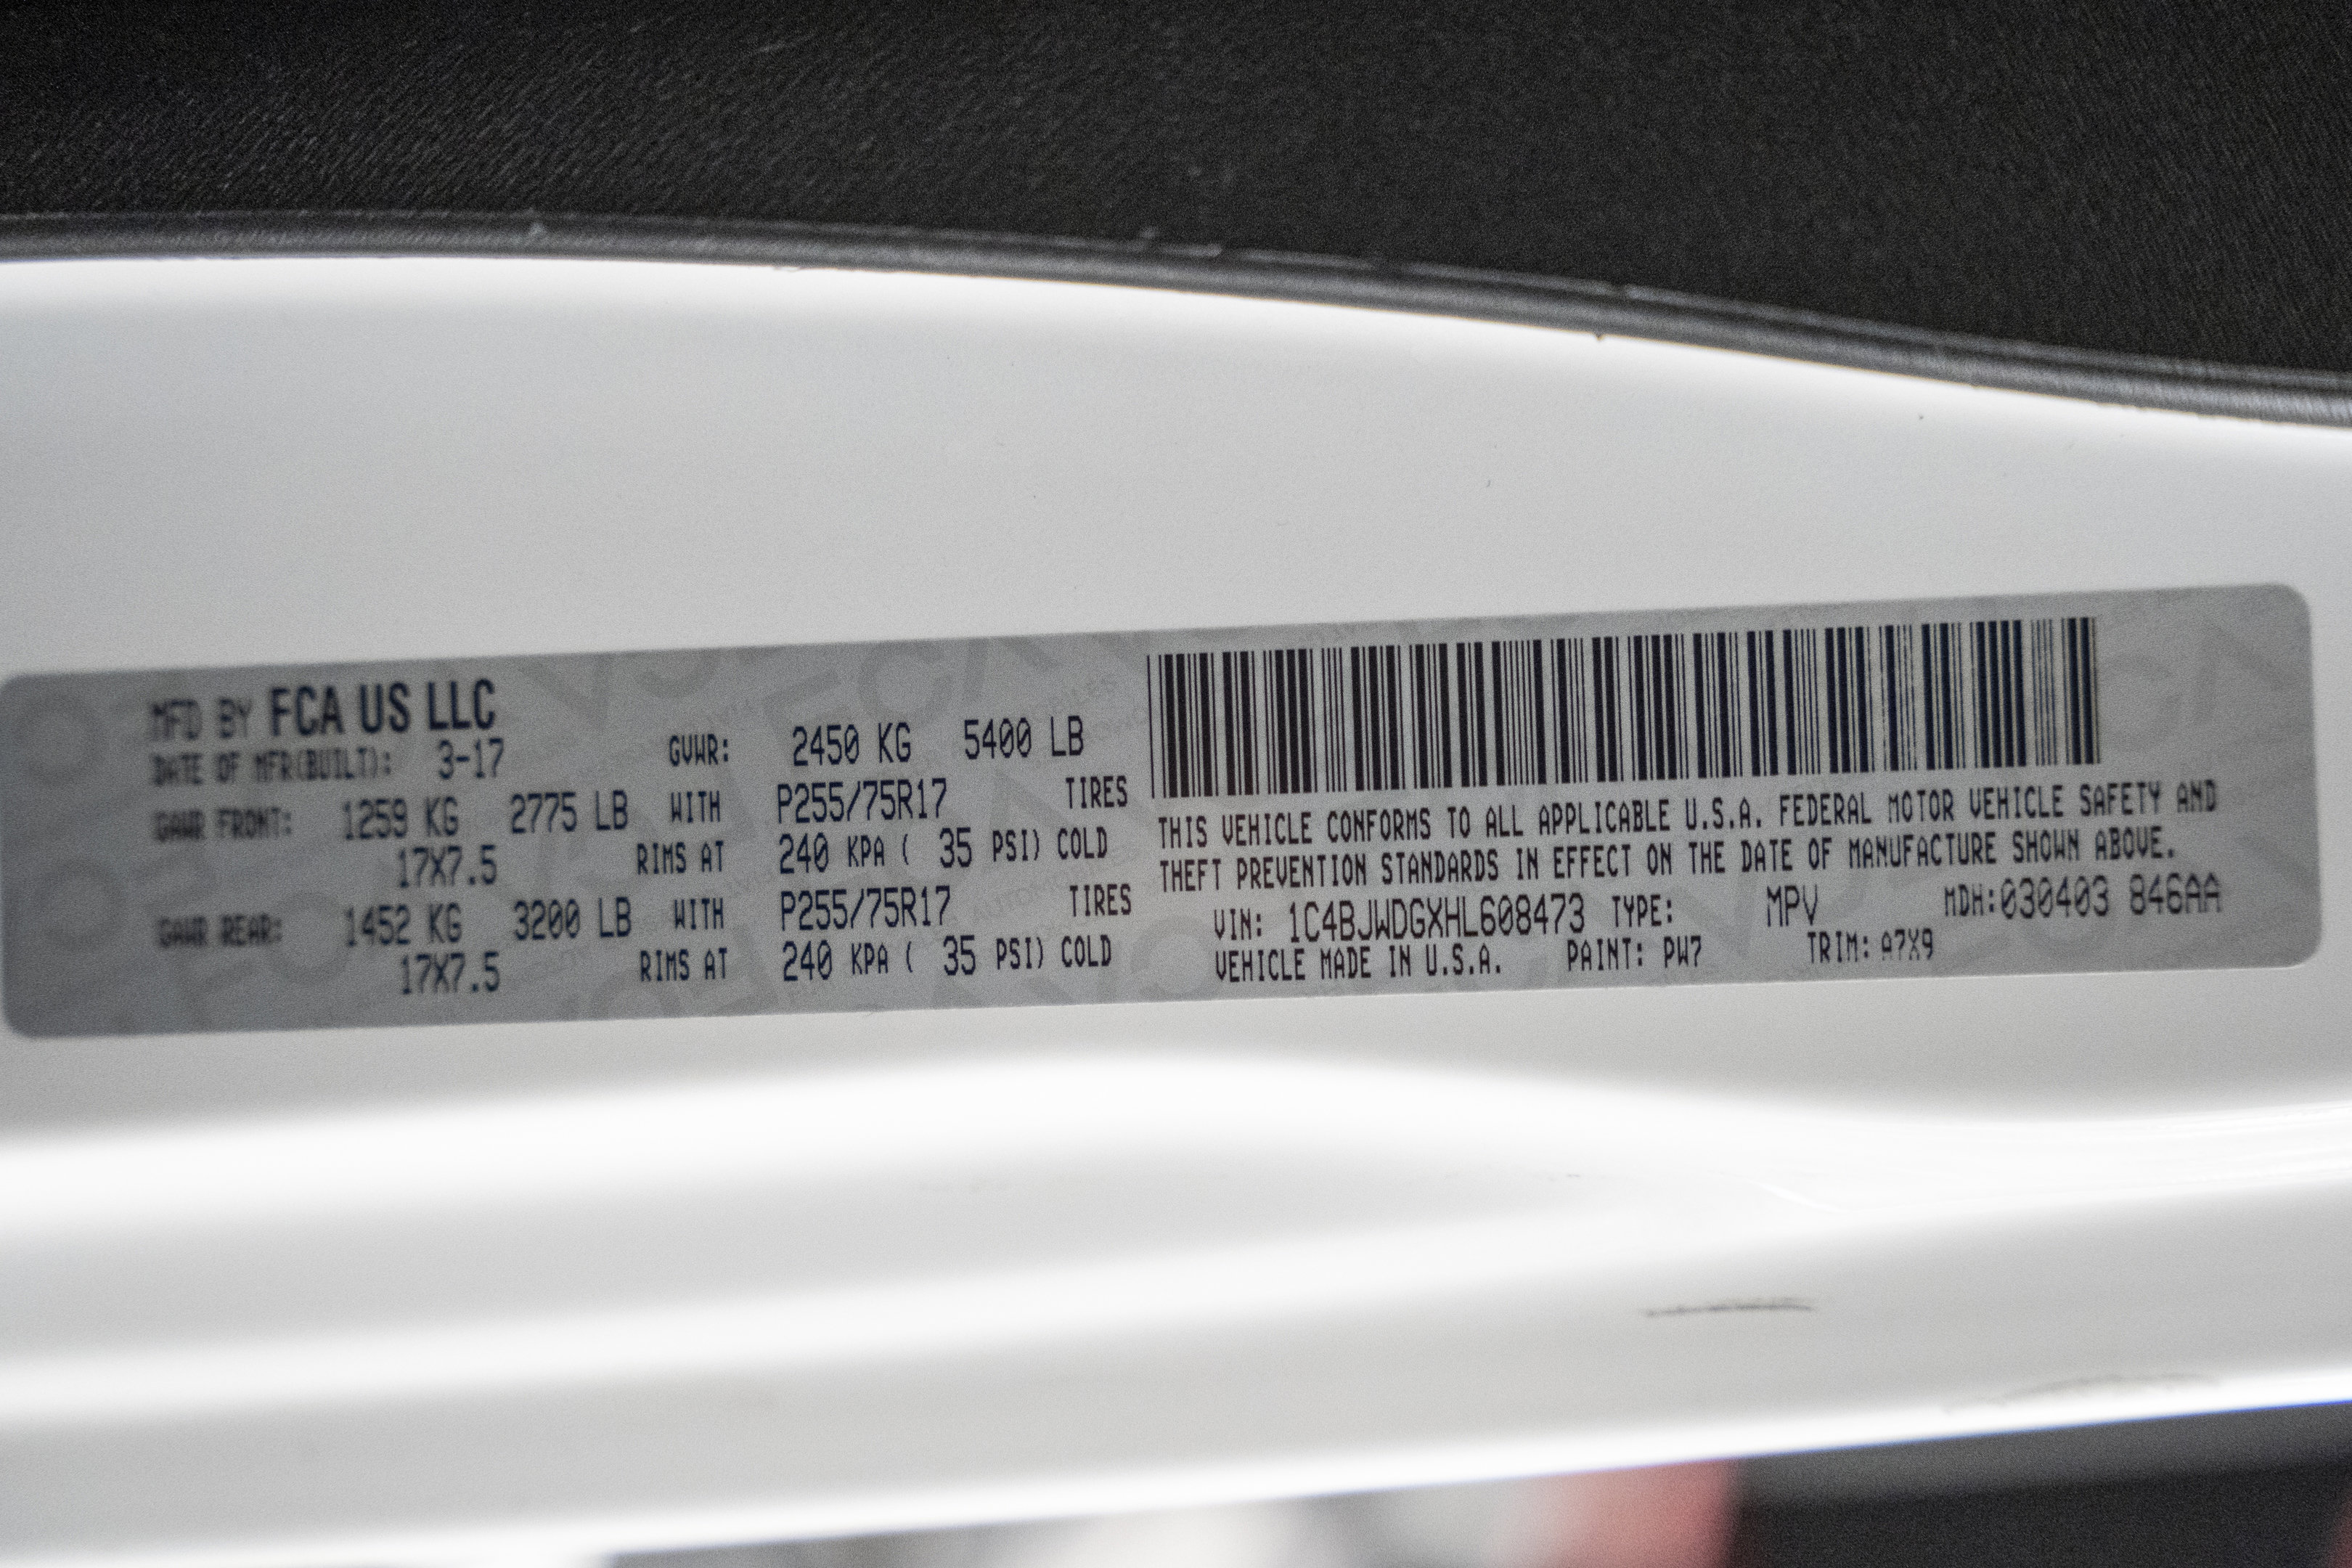 MFD BY FCA US LLC
DATE OF MFR(BUILT): 3-17 GVWR: 2450 KG 5400 LB
GAWR FRONT: 1259 KG 2775 LB WITH P255/75R17 TIRES
17X7.5 RIMS AT 240 KPA ( 35 PSI) COLD
GAWR REAR: 1452 KG 3200 LB WITH P255/75R17 TIRES
17X7.5 RIMS AT 240 KPA ( 35 PSI) COLD
THIS VEHICLE CONFORMS TO ALL APPLICABLE U.S.A. FEDERAL MOTOR VEHICLE SAFETY AND
THEFT PREVENTION STANDARDS IN EFFECT ON THE DATE OF MANUFACTURE SHOWN ABOVE.
VIN: 1C4BJWDGXHL608473 TYPE: MPV MDH:030403 846AA
VEHICLE MADE IN U.S.A. PAINT: PW7 TRIM: A7X9